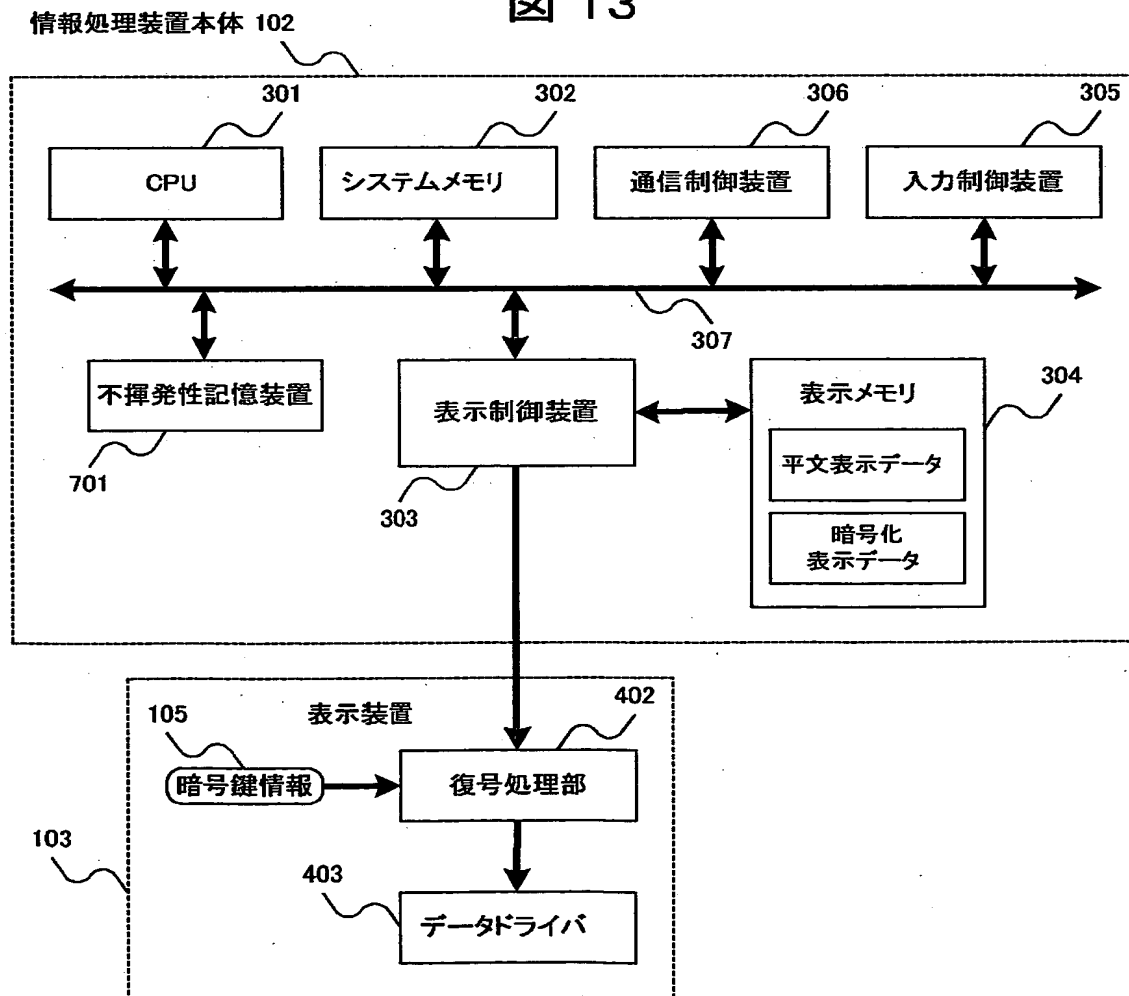 図 13
情報処理装置本体 102
301
302
306
305
CPU
システムメモリ
通信制御装置
入力制御装置
307
不揮発性記憶装置
表示制御装置
表示メモリ
304
平文表示データ
暗号化
表示データ
701
303
表示装置
402
105
暗号鍵情報
復号処理部
103
403
データドライバ